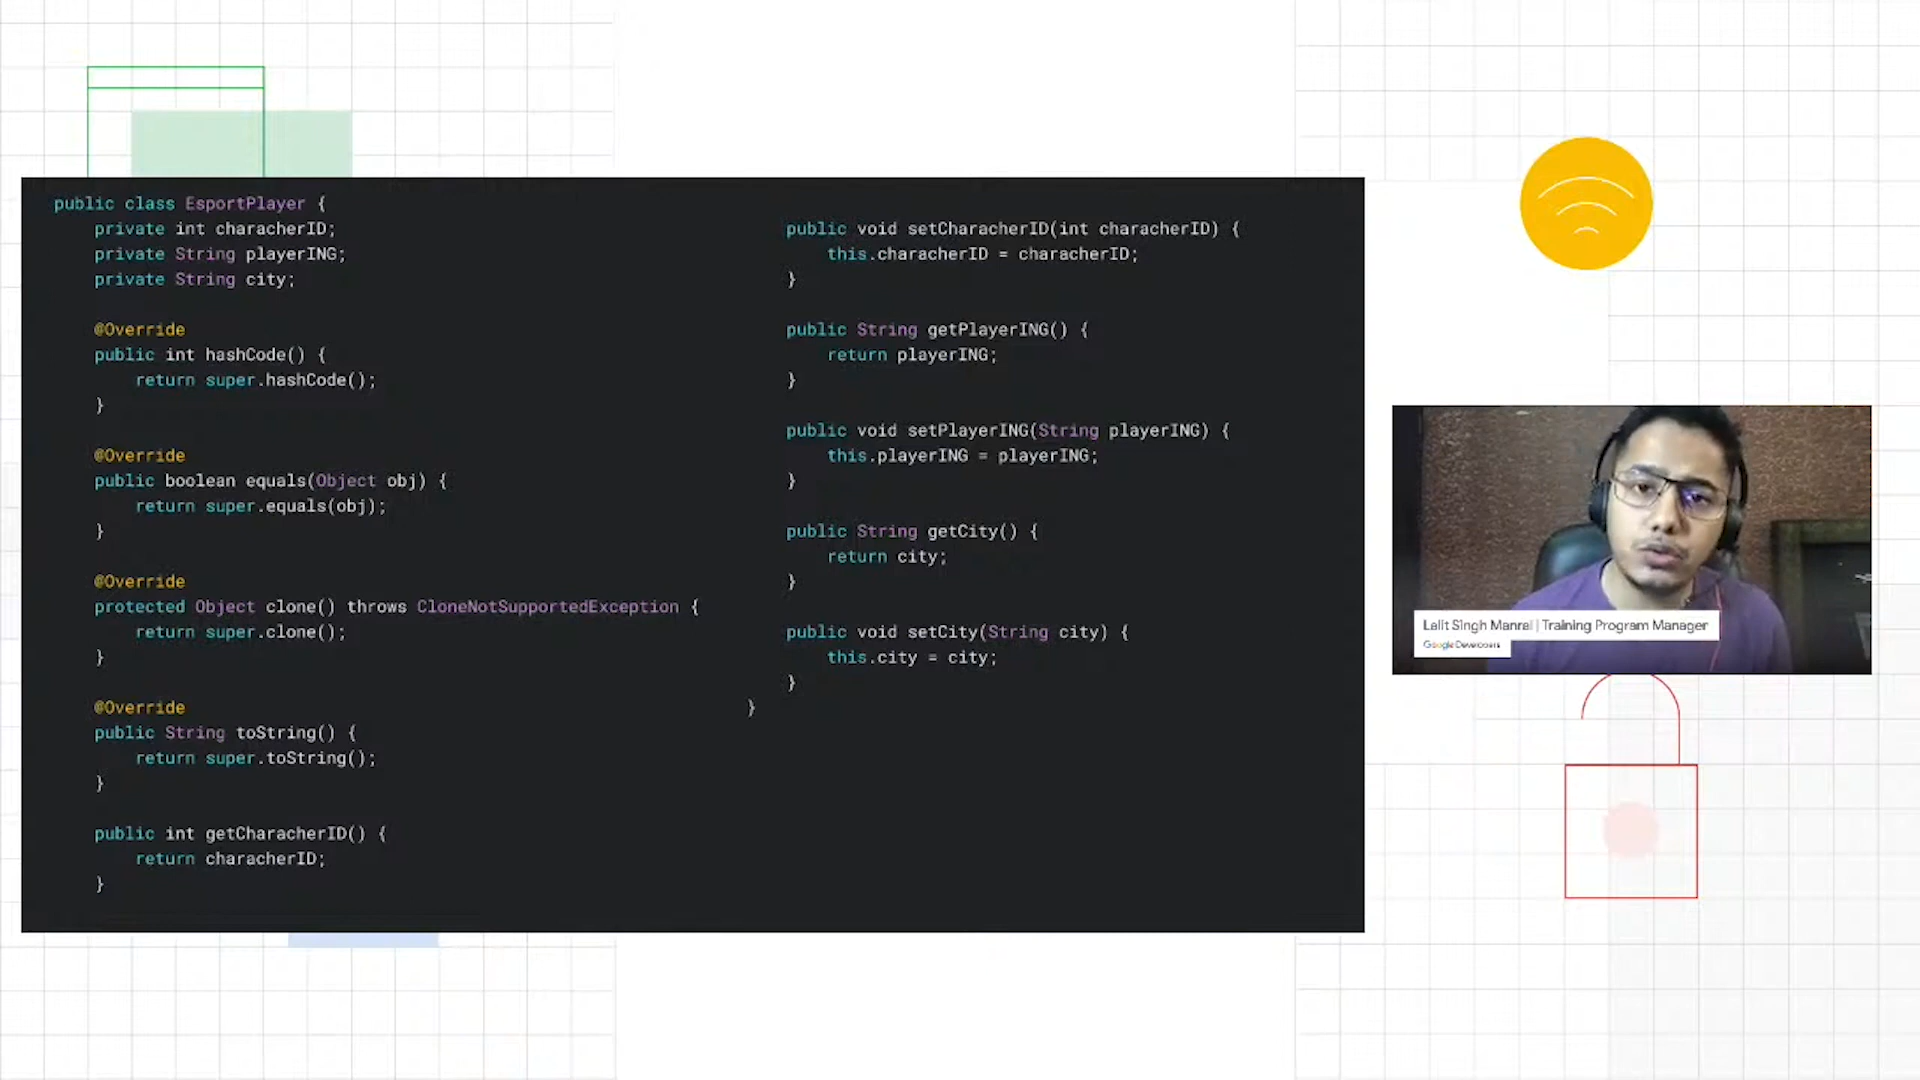 public class EsportPlayer {
private int characherID;
private String playerING;
private String city;
@Override
public int hashCode() {
return super.hashCode();
}
@Override
public boolean equals(Object obj) {
return super.equals(obj);
}
@Override
protected Object clone() throws CloneNotSupportedException {
return super.clone();
}
@Override
public String toString() {
return super.toString();
}
public int getCharacherID() {
return characherID;
}
public void setCharacherID(int characherID) {
this.characherID = characherID;
}
public String getPlayerING() {
return playerING;
}
public void setPlayerING(String playerING) {
this.playerING = playerING;
}
public String getCity() {
return city;
}
public void setCity(String city) {
this.city = city;
}
}
Lalit Singh Manral | Training Program Manager
Google Developers